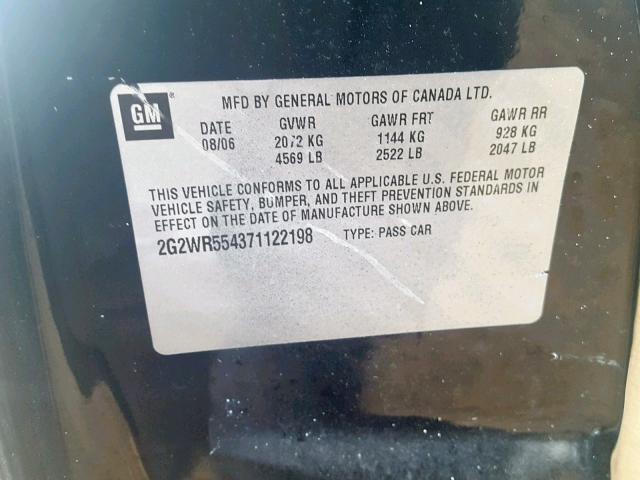 GM®
MFD BY GENERAL MOTORS OF CANADA LTD.
DATE GVWR GAWR FRT GAWR RR
08/06 2072 KG 1144 KG 928 KG
4569 LB 2522 LB 2047 LB
THIS VEHICLE CONFORMS TO ALL APPLICABLE U.S. FEDERAL MOTOR
VEHICLE SAFETY, BUMPER, AND THEFT PREVENTION STANDARDS IN
EFFECT ON THE DATE OF MANUFACTURE SHOWN ABOVE.
2G2WR554371122198 TYPE: PASS CAR